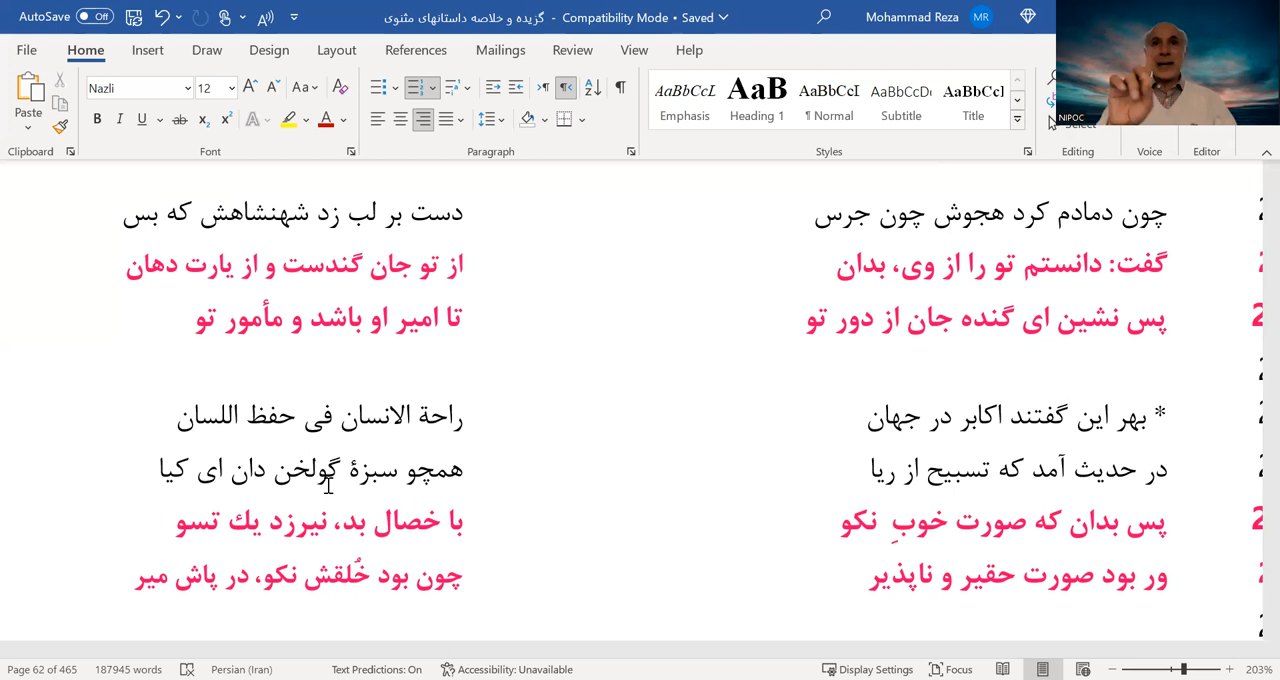 AutoSave Off گزیده و خلاصه داستانهای مثنوی - Compatibility Mode • Saved Mohammad Reza MR
File Home Insert Draw Design Layout References Mailings Review View Help
Paste Nazli 12 Aa AaBbCcL AaB AaBbCcI AaBbCcDc AaBbCc]
Emphasis Heading 1 ¶ Normal Subtitle Title Select
NIPOC
Clipboard Font Paragraph Styles Editing Voice Editor
چون دمادم کرد هجوش چون جرس دست بر لب زد شهنشاهش که بس
گفت: دانستم تو را از وی، بدان از تو جان گندست و از یارت دهان
پس نشین ای گنده جان از دور تو تا امیر او باشد و مأمور تو
* بهر این گفتند اکابر در جهان راحة الانسان فی حفظ اللسان
در حدیث آمد که تسبیح از ریا همچو سبزۀ گولخن دان ای کیا
پس بدان که صورت خوبِ نکو با خصال بد، نیرزد یك تسو
ور بود صورت حقیر و ناپذیر چون بود خُلقش نکو، در پاش میر
Page 62 of 465 187945 words Persian (Iran) Text Predictions: On Accessibility: Unavailable Display Settings Focus 203%